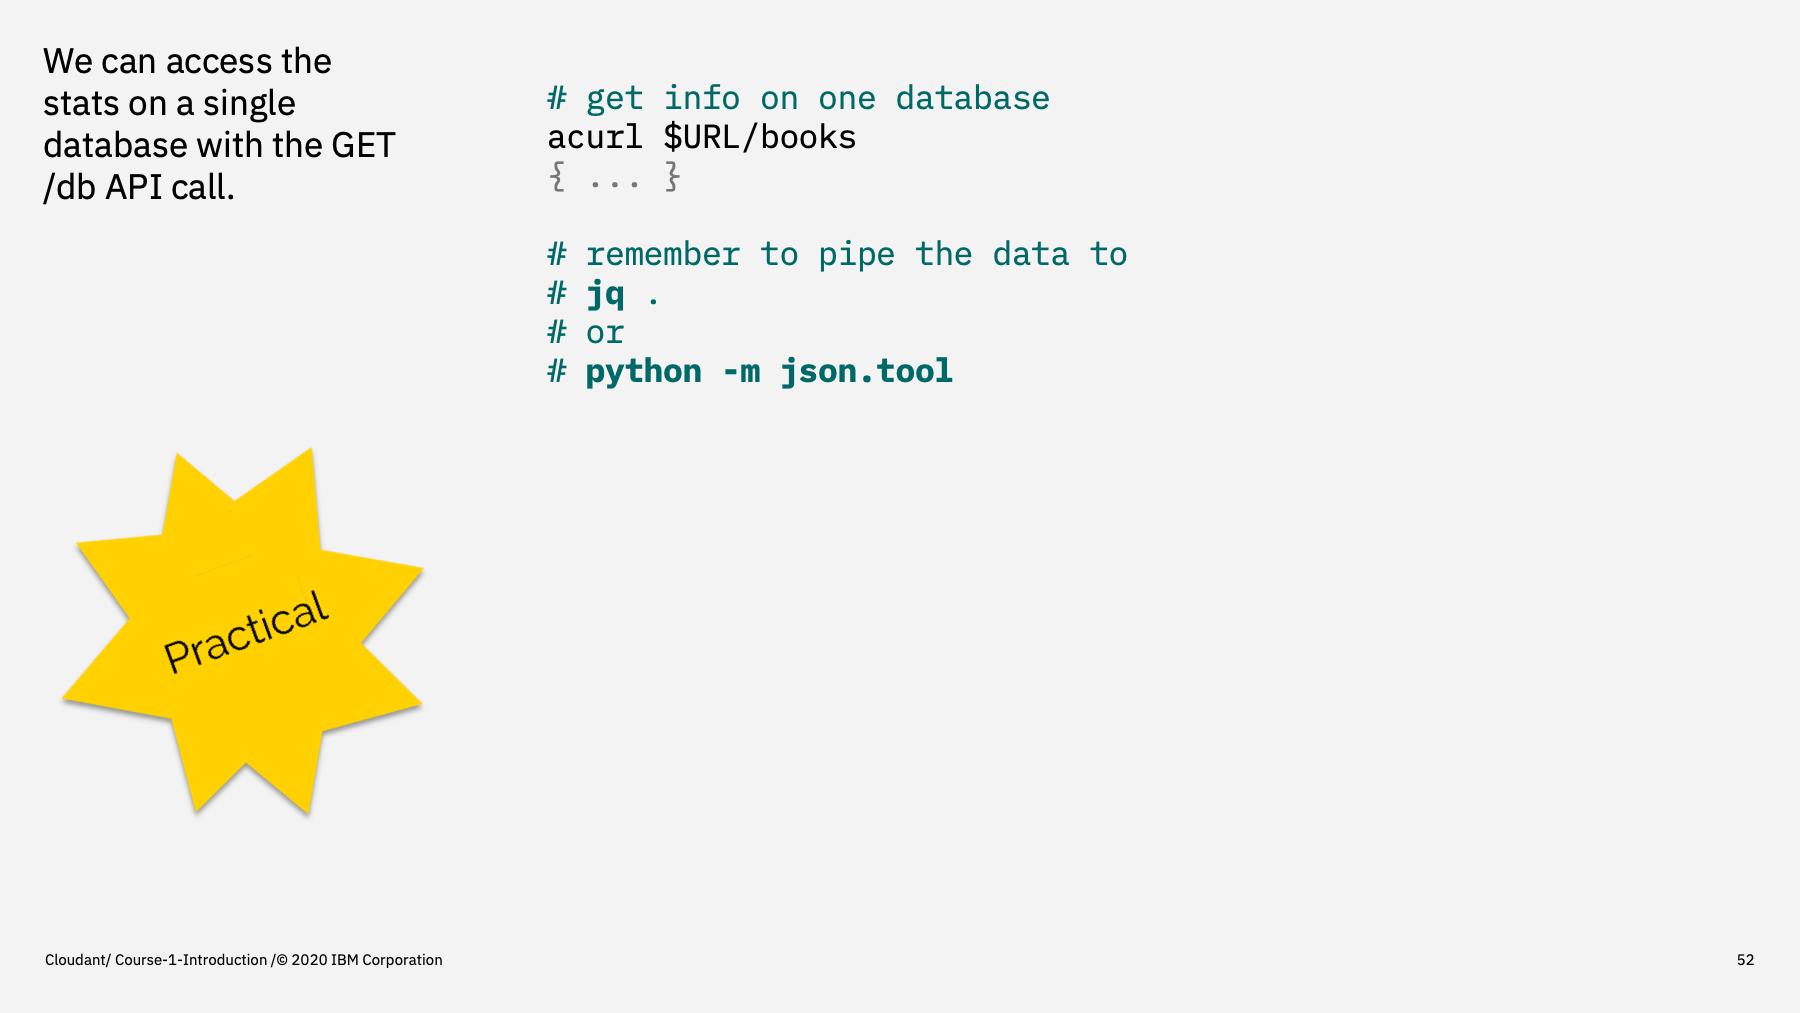 We can access the
stats on a single
database with the GET
/db API call.
# get info on one database
acurl $URL/books
{ ... }
# remember to pipe the data to
# jq .
# or
# python -m json.tool
Practical
Cloudant/ Course-1-Introduction /© 2020 IBM Corporation
52